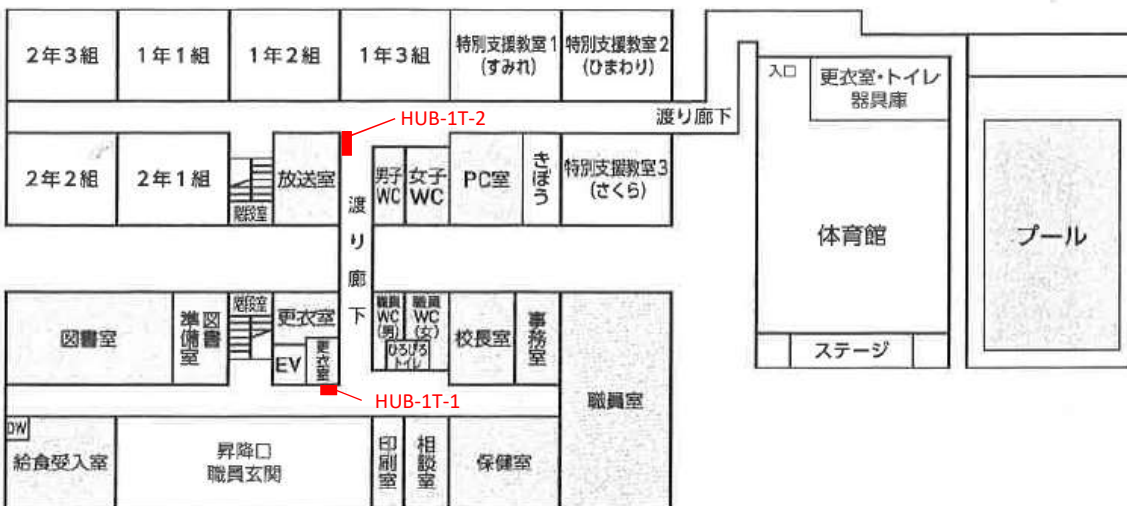 2年3組
1年1組
1年2組
1年3組
特別支援教室1
(すみれ)
特別支援教室2
(ひまわり)
入口
更衣室・トイレ
器具庫
HUB-1T-2
渡り廊下
2年2組
2年1組
階段室
放送室
渡り廊下
男子
WC
女子
WC
PC室
きぼう
特別支援教室3
(さくら)
体育館
プール
図書室
図書
準備室
階段室
更衣室
EV
更衣室
職員
WC
(男)
職員
WC
(女)
ひろびろ
トイレ
校長室
事務室
職員室
ステージ
HUB-1T-1
DW
給食受入室
昇降口
職員玄関
印刷室
相談室
保健室